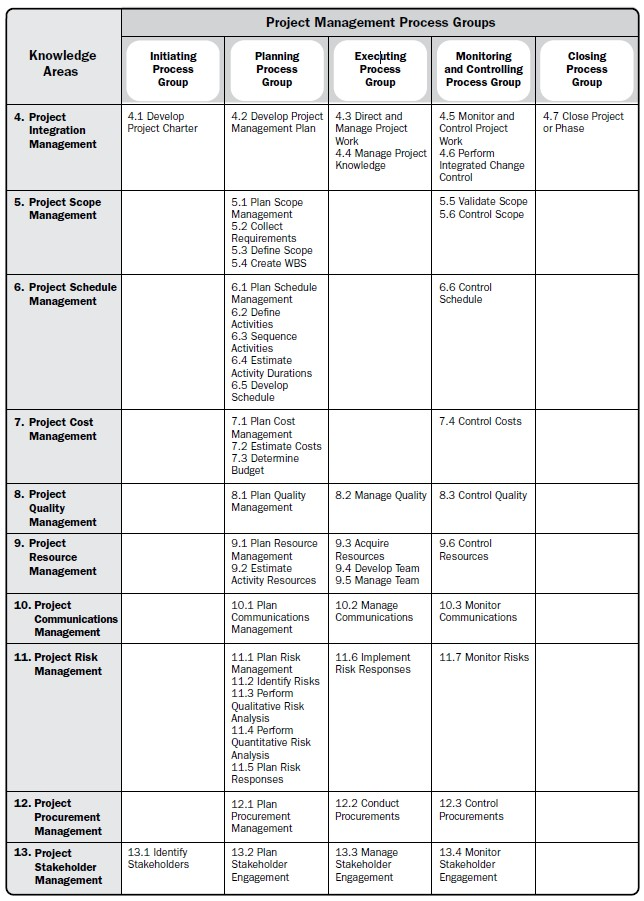 Project Management Process Groups
Knowledge
Areas
Initiating
Process
Group
Planning
Process
Group
Executing
Process
Group
Monitoring
and Controlling
Process Group
Closing
Process
Group
4. Project
Integration
Management
4.1 Develop
Project Charter
4.2 Develop Project
Management Plan
4.3 Direct and
Manage Project
Work
4.4 Manage Project
Knowledge
4.5 Monitor and
Control Project
Work
4.6 Perform
Integrated Change
Control
4.7 Close Project
or Phase
5. Project Scope
Management
5.1 Plan Scope
Management
5.2 Collect
Requirements
5.3 Define Scope
5.4 Create WBS
5.5 Validate Scope
5.6 Control Scope
6. Project Schedule
Management
6.1 Plan Schedule
Management
6.2 Define
Activities
6.3 Sequence
Activities
6.4 Estimate
Activity Durations
6.5 Develop
Schedule
6.6 Control
Schedule
7. Project Cost
Management
7.1 Plan Cost
Management
7.2 Estimate Costs
7.3 Determine
Budget
7.4 Control Costs
8. Project
Quality
Management
8.1 Plan Quality
Management
8.2 Manage Quality
8.3 Control Quality
9. Project
Resource
Management
9.1 Plan Resource
Management
9.2 Estimate
Activity Resources
9.3 Acquire
Resources
9.4 Develop Team
9.5 Manage Team
9.6 Control
Resources
10. Project
Communications
Management
10.1 Plan
Communications
Management
10.2 Manage
Communications
10.3 Monitor
Communications
11. Project Risk
Management
11.1 Plan Risk
Management
11.2 Identify Risks
11.3 Perform
Qualitative Risk
Analysis
11.4 Perform
Quantitative Risk
Analysis
11.5 Plan Risk
Responses
11.6 Implement
Risk Responses
11.7 Monitor Risks
12. Project
Procurement
Management
12.1 Plan
Procurement
Management
12.2 Conduct
Procurements
12.3 Control
Procurements
13. Project
Stakeholder
Management
13.1 Identify
Stakeholders
13.2 Plan
Stakeholder
Engagement
13.3 Manage
Stakeholder
Engagement
13.4 Monitor
Stakeholder
Engagement